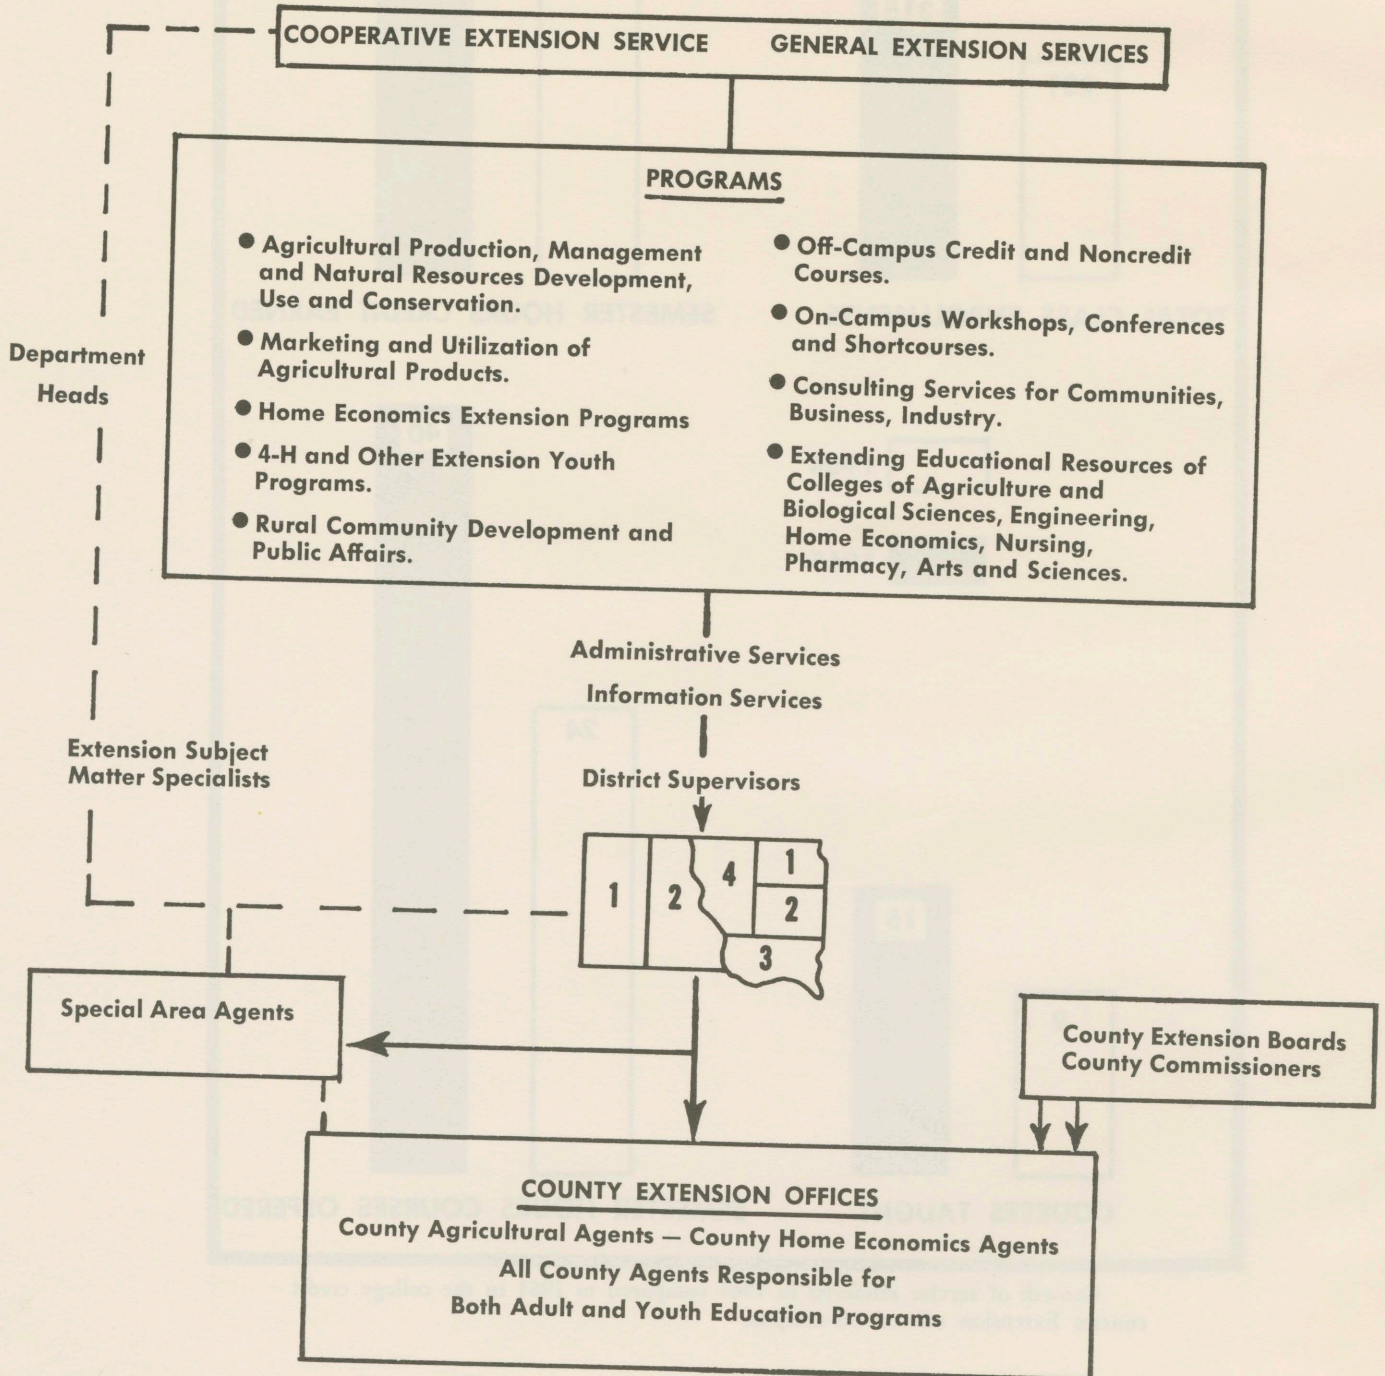 COOPERATIVE EXTENSION SERVICE GENERAL EXTENSION SERVICES
PROGRAMS
● Agricultural Production, Management
and Natural Resources Development,
Use and Conservation.
● Marketing and Utilization of
Agricultural Products.
● Home Economics Extension Programs
● 4-H and Other Extension Youth
Programs.
● Rural Community Development and
Public Affairs.
● Off-Campus Credit and Noncredit
Courses.
● On-Campus Workshops, Conferences
and Shortcourses.
● Consulting Services for Communities,
Business, Industry.
● Extending Educational Resources of
Colleges of Agriculture and
Biological Sciences, Engineering,
Home Economics, Nursing,
Pharmacy, Arts and Sciences.
Department
Heads
Administrative Services
Information Services
Extension Subject
Matter Specialists
District Supervisors
1 2 4 1
2
3
Special Area Agents
County Extension Boards
County Commissioners
COUNTY EXTENSION OFFICES
County Agricultural Agents — County Home Economics Agents
All County Agents Responsible for
Both Adult and Youth Education Programs